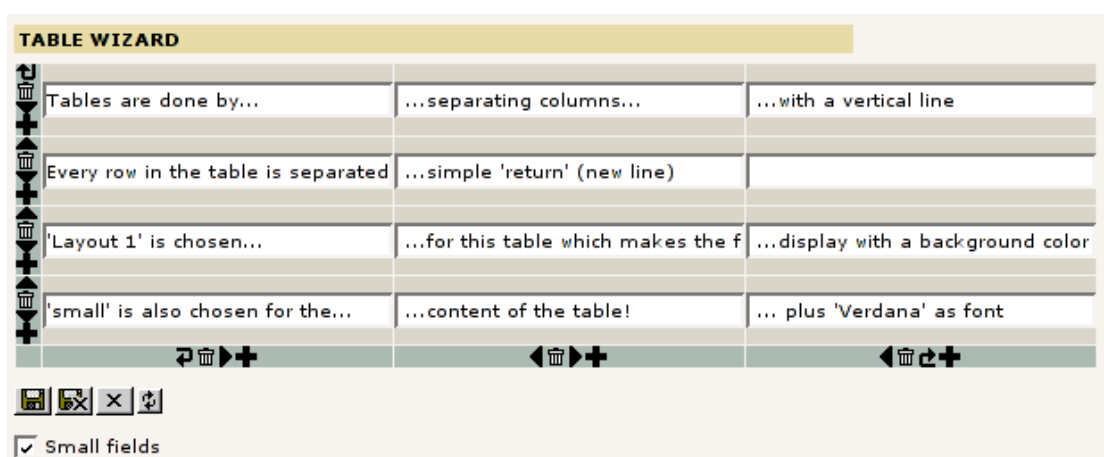 TABLE WIZARD
Tables are done by... ...separating columns... ...with a vertical line
Every row in the table is separated ...simple 'return' (new line)
'Layout 1' is chosen... ...for this table which makes the f ...display with a background color
'small' is also chosen for the... ...content of the table! ... plus 'Verdana' as font
Small fields